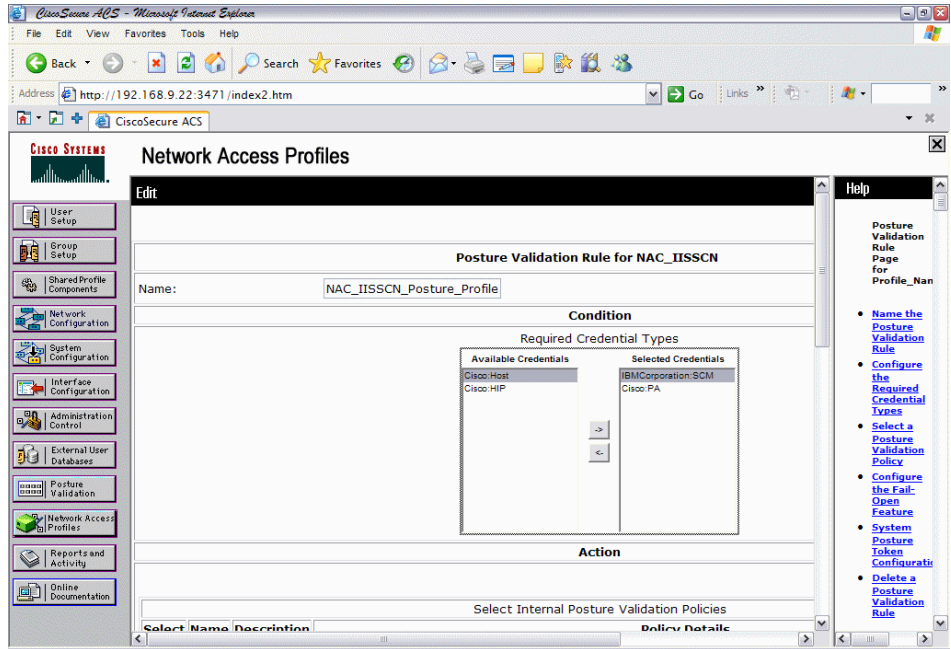 CiscoSecure ACS - Microsoft Internet Explorer
File Edit View Favorites Tools Help
Back Search Favorites
Address http://192.168.9.22:3471/index2.htm Go Links »
CiscoSecure ACS
CISCO SYSTEMS
Network Access Profiles
User Setup
Group Setup
Shared Profile Components
Network Configuration
System Configuration
Interface Configuration
Administration Control
External User Databases
Posture Validation
Network Access Profiles
Reports and Activity
Online Documentation
Edit
Posture Validation Rule for NAC_IISSCN
Name: NAC_IISSCN_Posture_Profile
Condition
Required Credential Types
Available Credentials Selected Credentials
Cisco:Host IBMCorporation:SCM
Cisco:HIP Cisco:PA
->
<-
Action
Select Internal Posture Validation Policies
Select Name Description Policy Details
Help
Posture
Validation
Rule
Page
for
Profile_Nan
• Name the
Posture
Validation
Rule
• Configure
the
Required
Credential
Types
• Select a
Posture
Validation
Policy
• Configure
the Fail-
Open
Feature
• System
Posture
Token
Configuratio
• Delete a
Posture
Validation
Rule